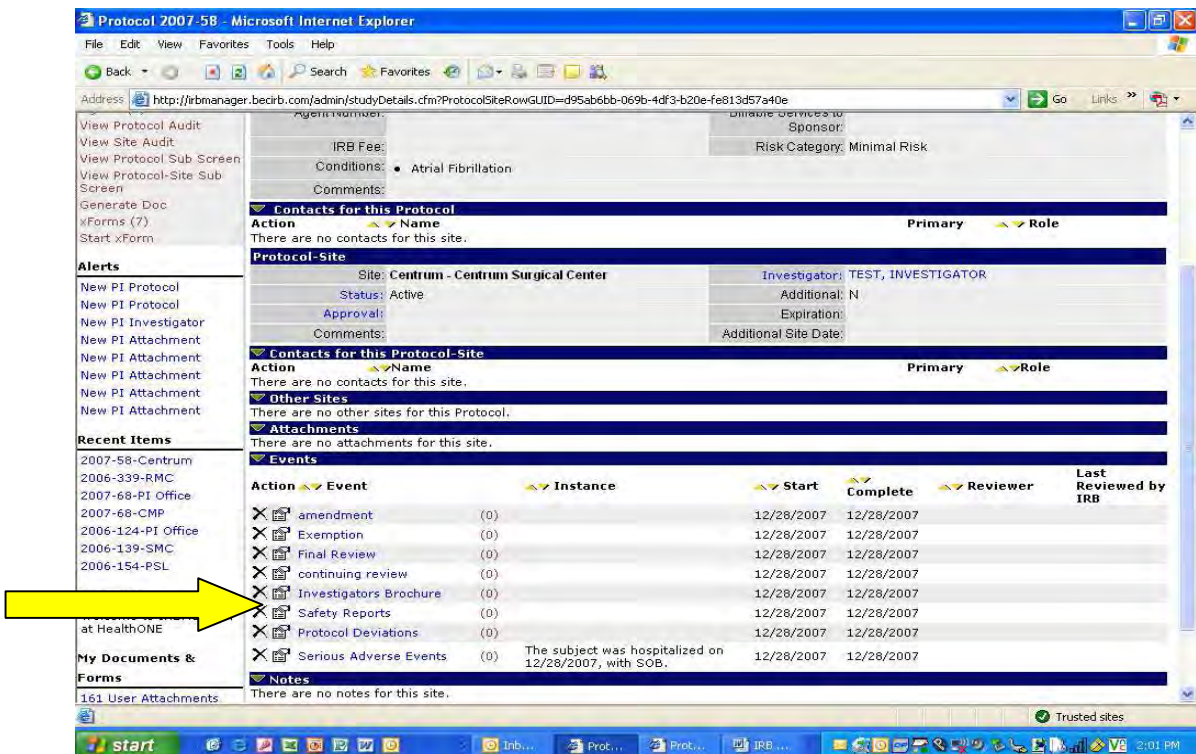 Protocol 2007-58 - Microsoft Internet Explorer
File Edit View Favorites Tools Help
Back Search Favorites
Address http://irbmanager.becirb.com/admin/studyDetails.cfm?ProtocolSiteRowGUID=d95ab6bb-069b-4df3-b20e-fe813d57a40e Go Links »
View Protocol Audit
View Site Audit
View Protocol Sub Screen
View Protocol-Site Sub Screen
Generate Doc
xForms (7)
Start xForm
Alerts
New PI Protocol
New PI Protocol
New PI Investigator
New PI Attachment
New PI Attachment
New PI Attachment
New PI Attachment
New PI Attachment
Recent Items
2007-58-Centrum
2006-339-RMC
2007-68-PI Office
2007-68-CMP
2006-124-PI Office
2006-139-SMC
2006-154-PSL
at HealthONE
My Documents &
Forms
161 User Attachments
Agent Number: Billable Services to
Sponsor:
IRB Fee: Risk Category: Minimal Risk
Conditions: • Atrial Fibrillation
Comments:
Contacts for this Protocol
Action Name Primary Role
There are no contacts for this site.
Protocol-Site
Site: Centrum - Centrum Surgical Center Investigator: TEST, INVESTIGATOR
Status: Active Additional: N
Approval: Expiration:
Comments: Additional Site Date:
Contacts for this Protocol-Site
Action Name Primary Role
There are no contacts for this site.
Other Sites
There are no other sites for this Protocol.
Attachments
There are no attachments for this site.
Events
Action Event Instance Start Complete Reviewer Last Reviewed by IRB
amendment (0) 12/28/2007 12/28/2007
Exemption (0) 12/28/2007 12/28/2007
Final Review (0) 12/28/2007 12/28/2007
continuing review (0) 12/28/2007 12/28/2007
Investigators Brochure (0) 12/28/2007 12/28/2007
Safety Reports (0) 12/28/2007 12/28/2007
Protocol Deviations (0) 12/28/2007 12/28/2007
Serious Adverse Events (0) The subject was hospitalized on 12/28/2007, with SOB. 12/28/2007 12/28/2007
Notes
There are no notes for this site.
Trusted sites
start Inb... Prot... Prot... IRB ... 2:01 PM